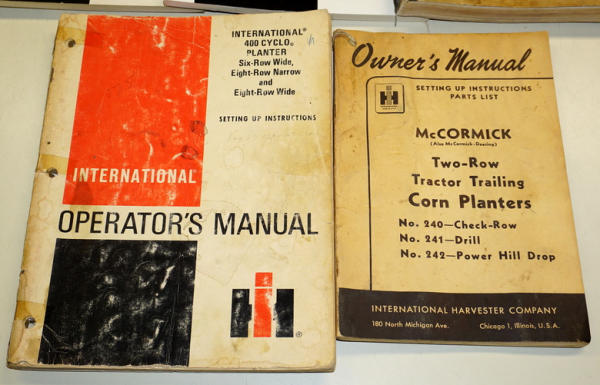 INTERNATIONAL®
400 CYCLO®
PLANTER
Six-Row Wide,
Eight-Row Narrow
and
Eight-Row Wide
SETTING UP INSTRUCTIONS
INTERNATIONAL
OPERATOR'S MANUAL
IH®
Owner's Manual
SETTING UP INSTRUCTIONS
PARTS LIST
IH
McCORMICK
(Also McCormick-Deering)
Two-Row
Tractor Trailing
Corn Planters
No. 240—Check-Row
No. 241—Drill
No. 242—Power Hill Drop
INTERNATIONAL HARVESTER COMPANY
180 North Michigan Ave. Chicago 1, Illinois, U.S.A.